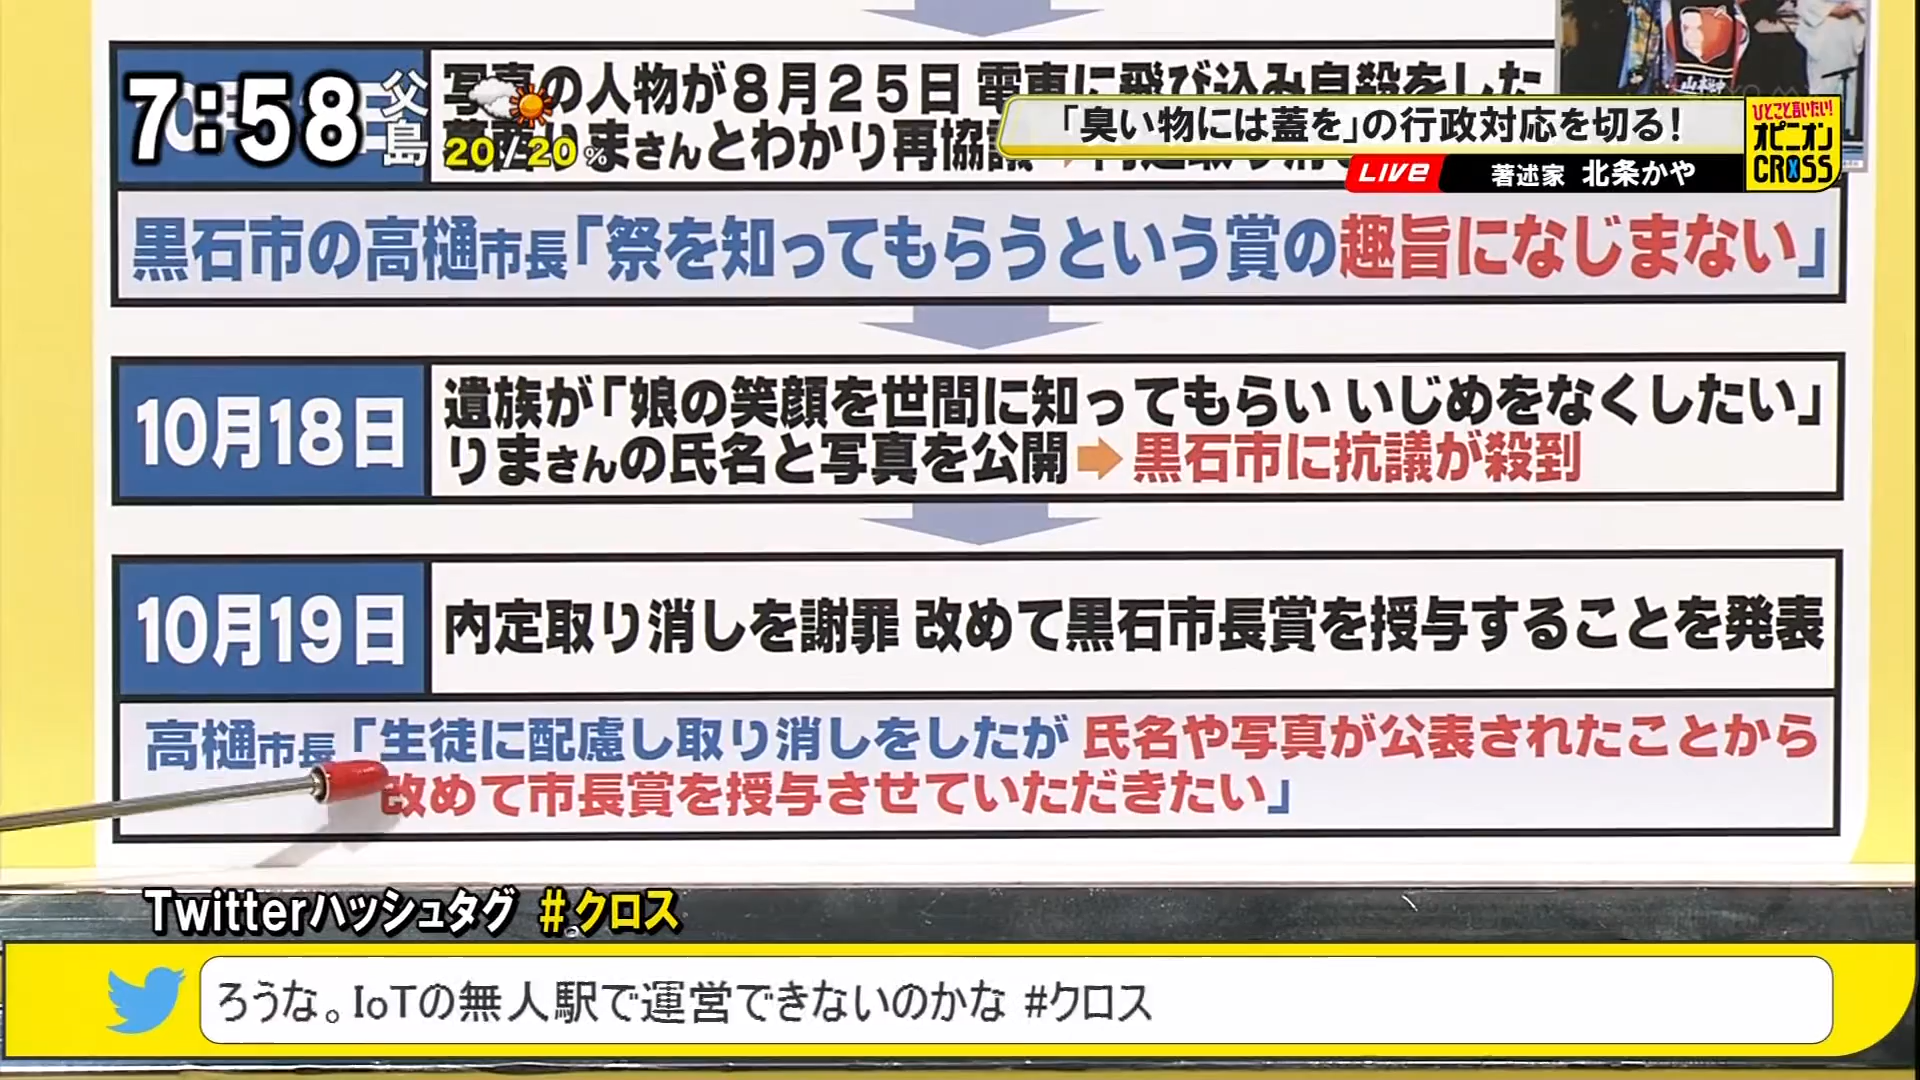 7:58
父島
20/20%
写真の人物が8月25日 電車に飛び込み自殺をした
りまさんとわかり再協議
「臭い物には蓋を」の行政対応を切る!
LIVE 著述家 北条かや
ひとこと言いたい!
オピニオン
CROSS
黒石市の高樋市長「祭を知ってもらうという賞の趣旨になじまない」
10月18日
遺族が「娘の笑顔を世間に知ってもらい いじめをなくしたい」
りまさんの氏名と写真を公開➡黒石市に抗議が殺到
10月19日
内定取り消しを謝罪 改めて黒石市長賞を授与することを発表
高樋市長「生徒に配慮し取り消しをしたが 氏名や写真が公表されたことから
改めて市長賞を授与させていただきたい」
Twitterハッシュタグ #クロス
ろうな。IoTの無人駅で運営できないのかな #クロス